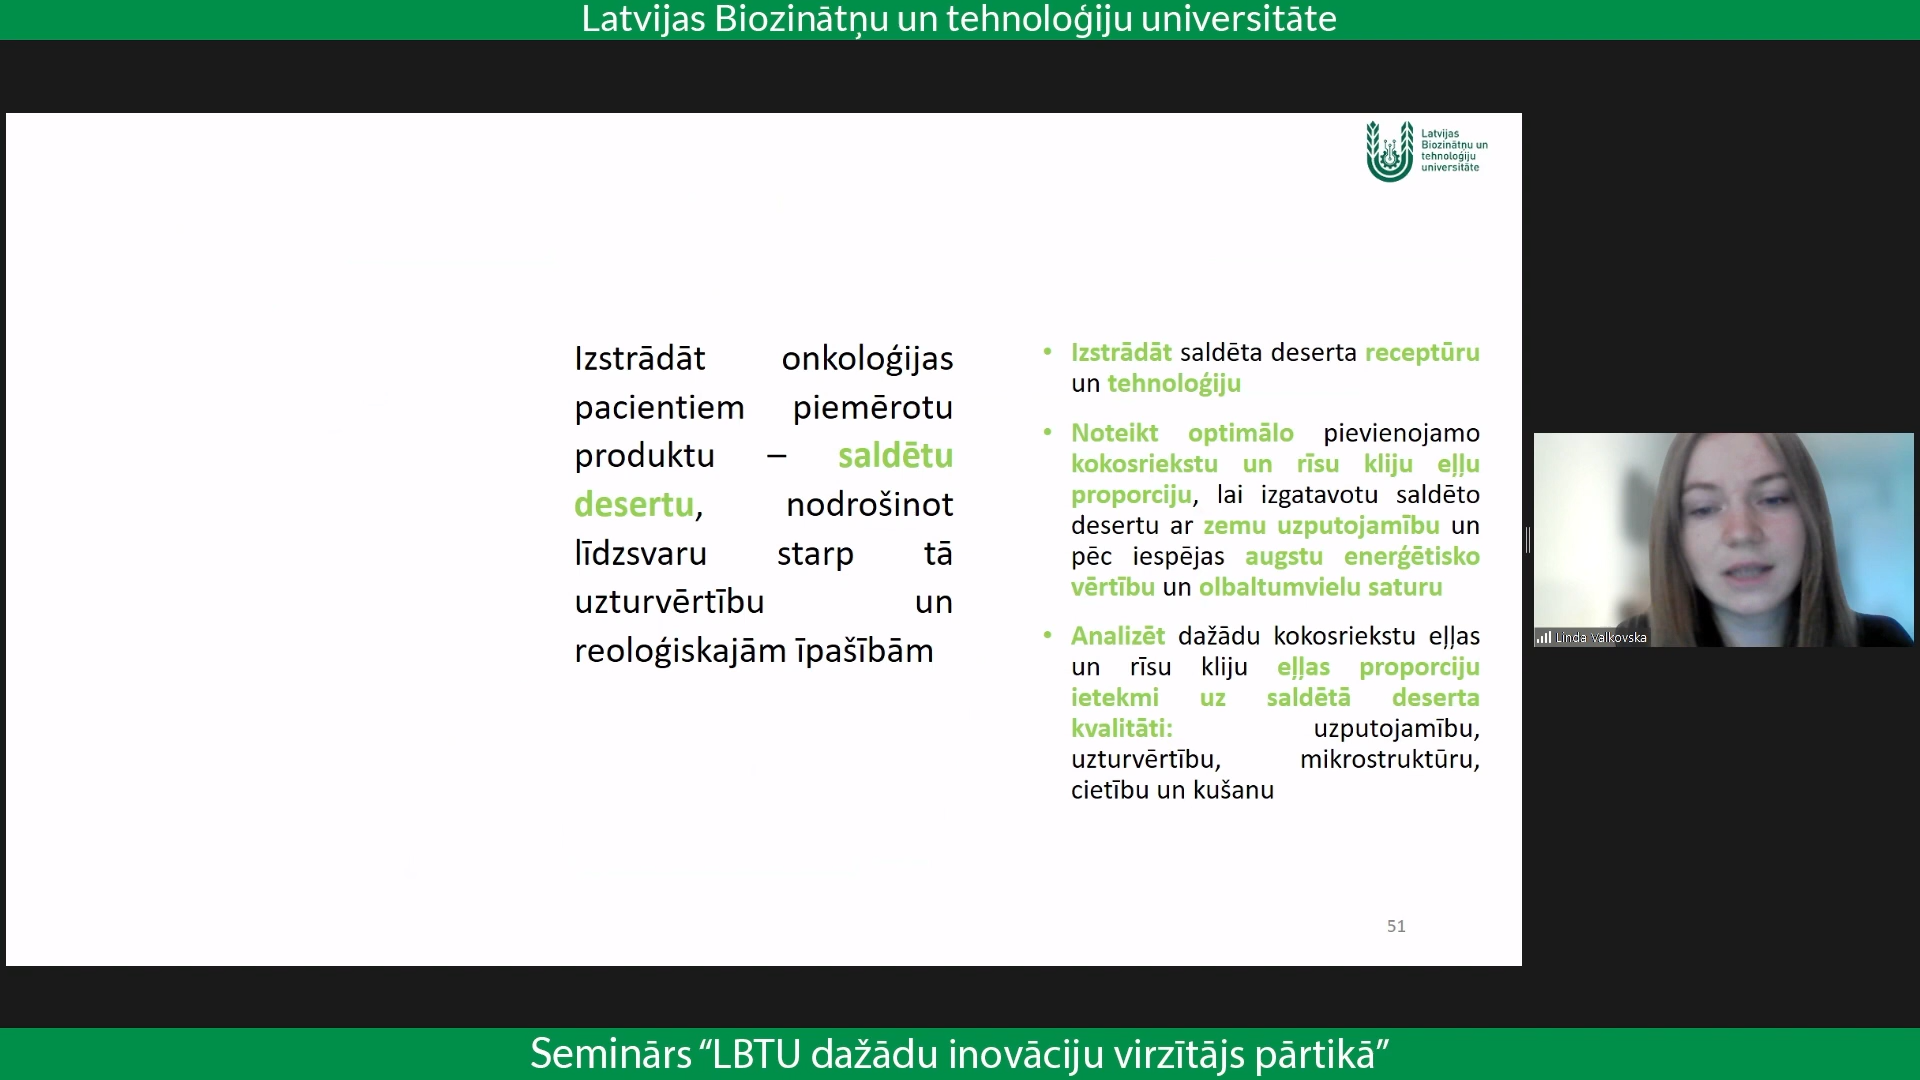 Latvijas Biozinātņu un tehnoloģiju universitāte
Latvijas
Biozinātņu un
tehnoloģiju
universitāte
Izstrādāt onkoloģijas
pacientiem piemērotu
produktu – saldētu
desertu, nodrošinot
līdzsvaru starp tā
uzturvērtību un
reoloģiskajām īpašībām
• Izstrādāt saldēta deserta receptūru
un tehnoloģiju
• Noteikt optimālo pievienojamo
kokosriekstu un rīsu kliju eļļu
proporciju, lai izgatavotu saldēto
desertu ar zemu uzputojamību un
pēc iespējas augstu enerģētisko
vērtību un olbaltumvielu saturu
• Analizēt dažādu kokosriekstu eļļas
un rīsu kliju eļļas proporciju
ietekmi uz saldētā deserta
kvalitāti: uzputojamību,
uzturvērtību, mikrostruktūru,
cietību un kušanu
51
Linda Valkovska
Seminārs “LBTU dažādu inovāciju virzītājs pārtikā”